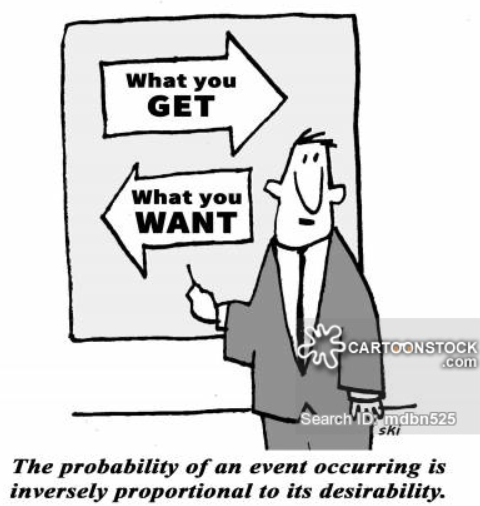 What you
GET
What you
WANT
CARTOONSTOCK
.com
Search ID: mdbn525
ski
The probability of an event occurring is
inversely proportional to its desirability.